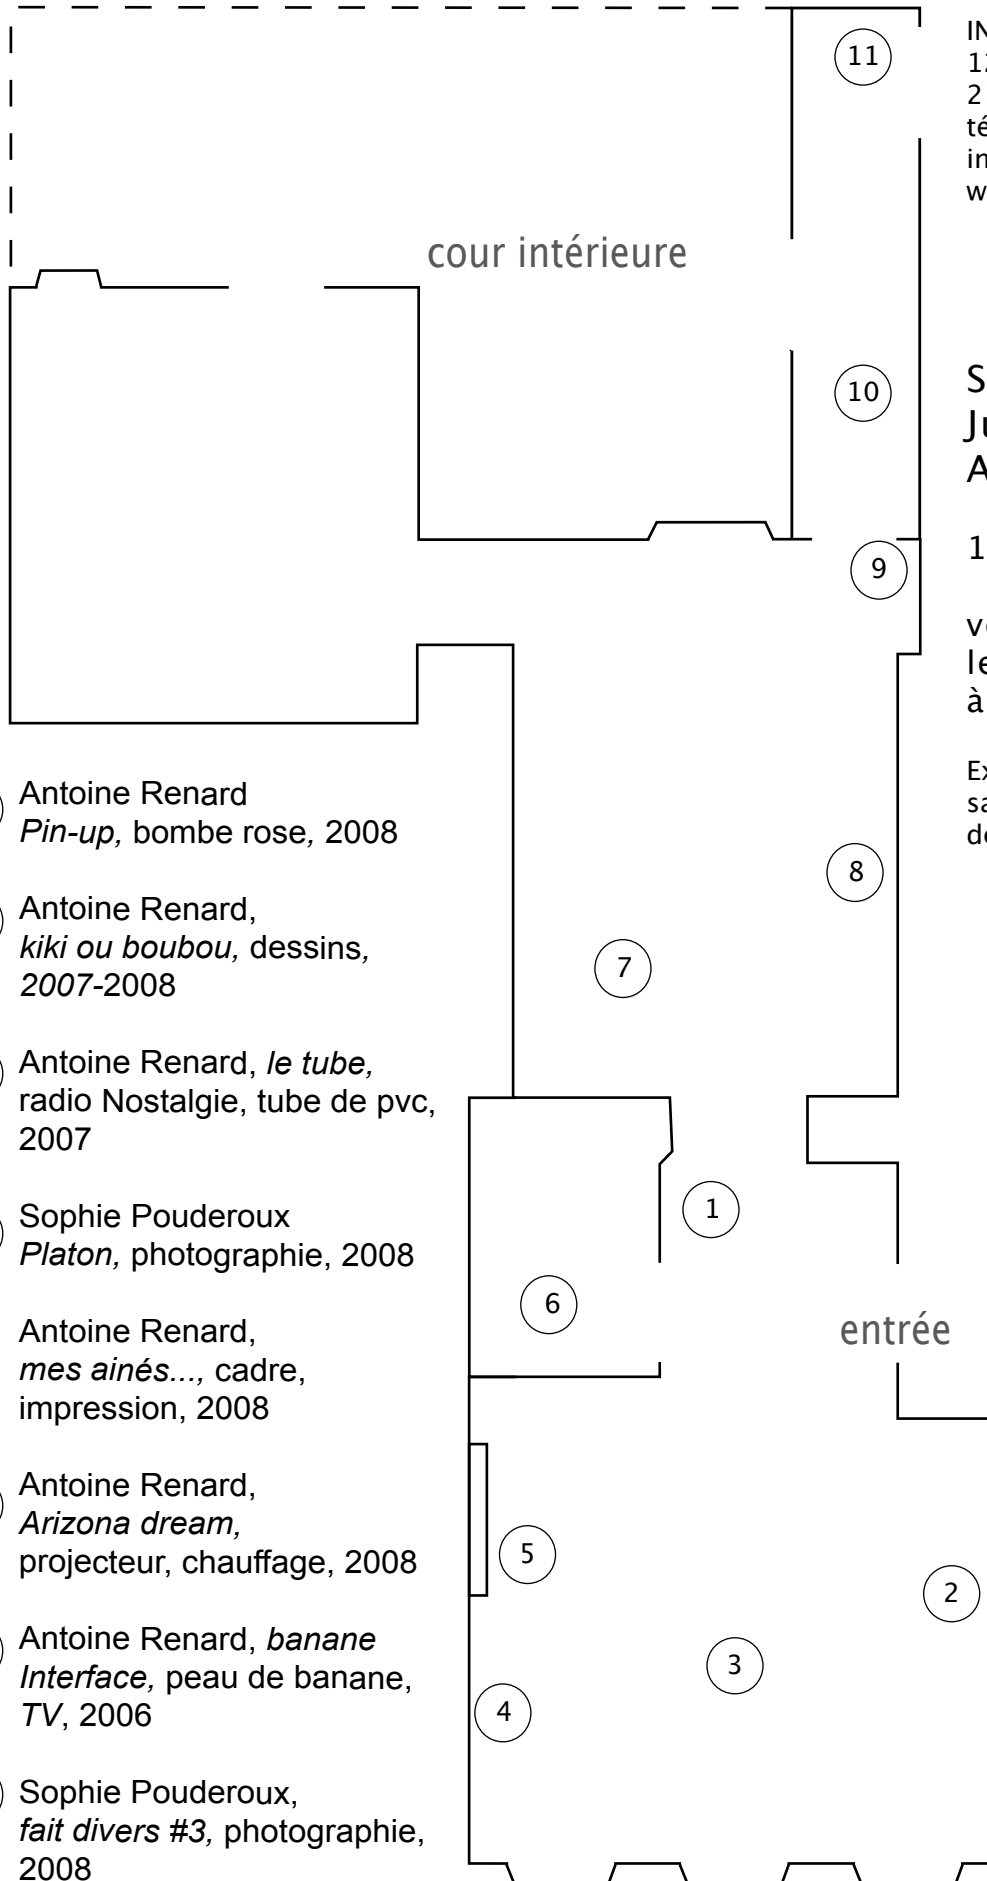 11
cour intérieure
10
9
8
7
1
6
entrée
5
2
3
4
Antoine Renard
Pin-up, bombe rose, 2008
Antoine Renard,
kiki ou boubou, dessins,
2007-2008
Antoine Renard, le tube,
radio Nostalgie, tube de pvc,
2007
Sophie Pouderoux
Platon, photographie, 2008
Antoine Renard,
mes ainés..., cadre,
impression, 2008
Antoine Renard,
Arizona dream,
projecteur, chauffage, 2008
Antoine Renard, banane
Interface, peau de banane,
TV, 2006
Sophie Pouderoux,
fait divers #3, photographie,
2008
2
à